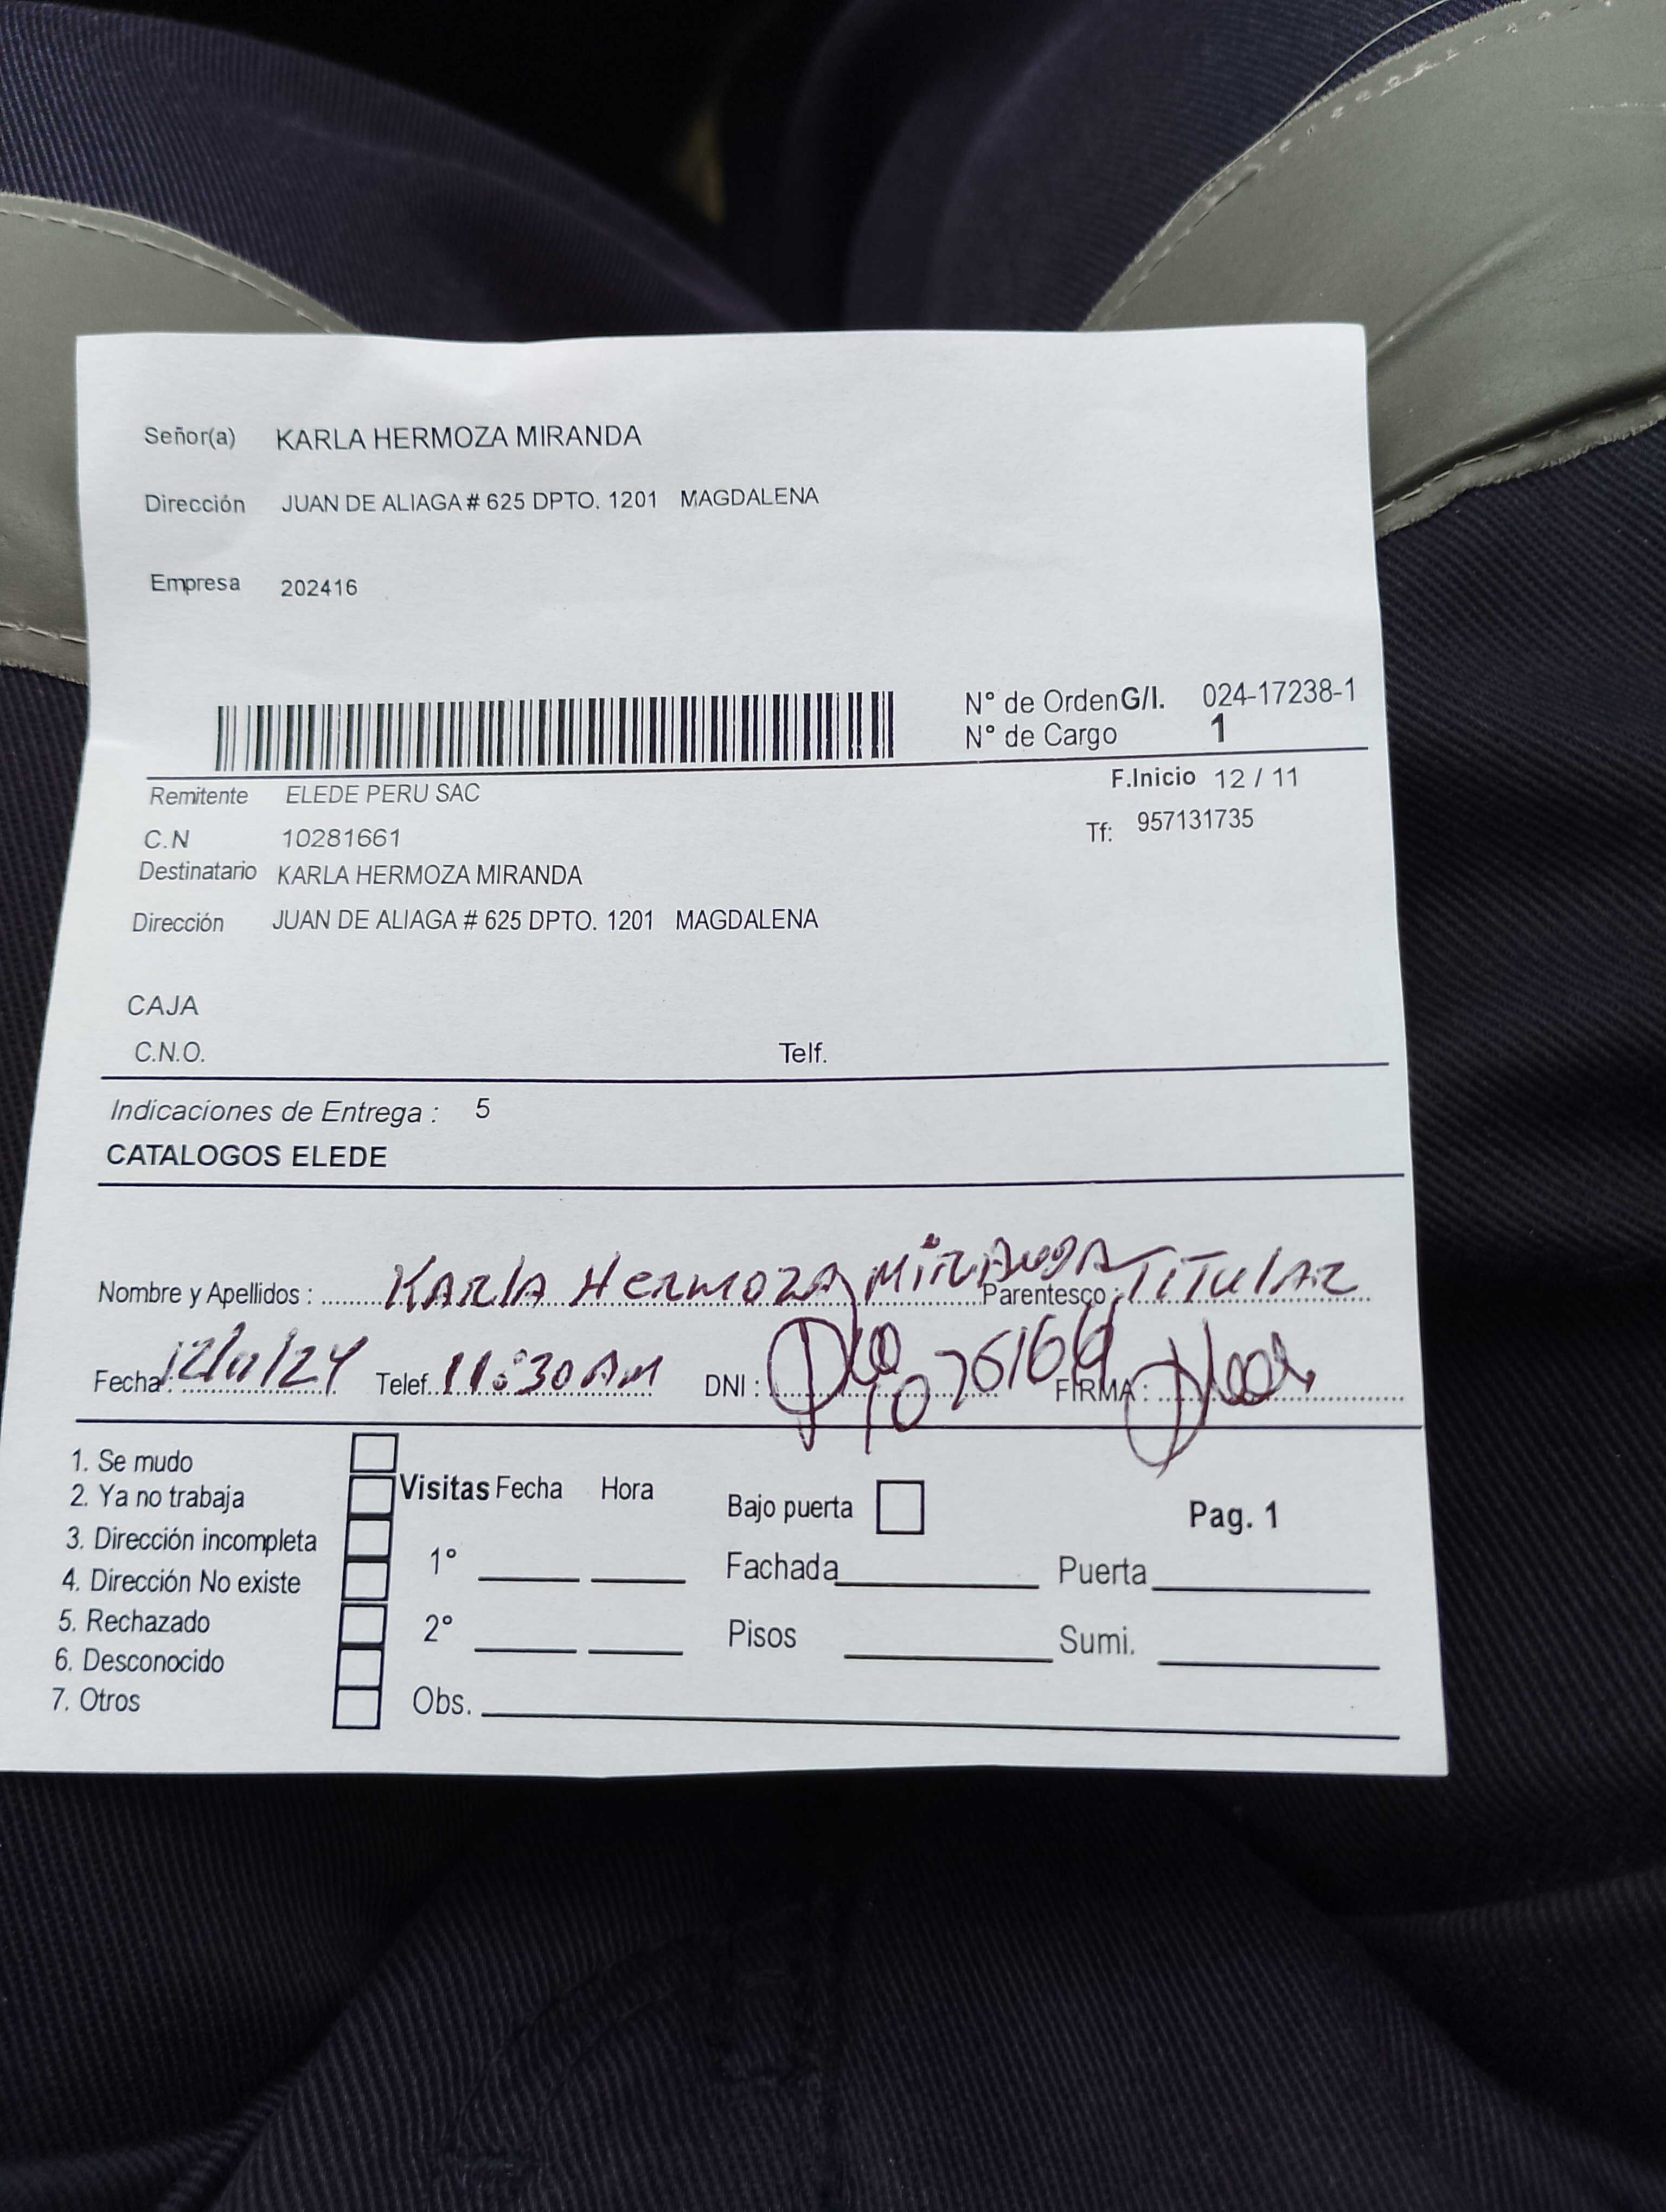 Señor(a) KARLA HERMOZA MIRANDA
Dirección JUAN DE ALIAGA # 625 DPTO. 1201 MAGDALENA
Empresa 202416
N° de Orden G/I. 024-17238-1
N° de Cargo 1
Remitente ELEDE PERU SAC F.Inicio 12 / 11
C.N 10281661 Tf: 957131735
Destinatario KARLA HERMOZA MIRANDA
Dirección JUAN DE ALIAGA # 625 DPTO. 1201 MAGDALENA
CAJA
C.N.O. Telf.
Indicaciones de Entrega : 5
CATALOGOS ELEDE
Nombre y Apellidos : KARLA HERMOZA MIRANDA Parentesco : TITULAR
Fecha : 12/11/24 Telef. 11:30 AM DNI : FIRMA :
1. Se mudo
2. Ya no trabaja
3. Dirección incompleta
4. Dirección No existe
5. Rechazado
6. Desconocido
7. Otros
Visitas Fecha Hora
1°
2°
Obs.
Bajo puerta Pag. 1
Fachada Puerta
Pisos Sumi.